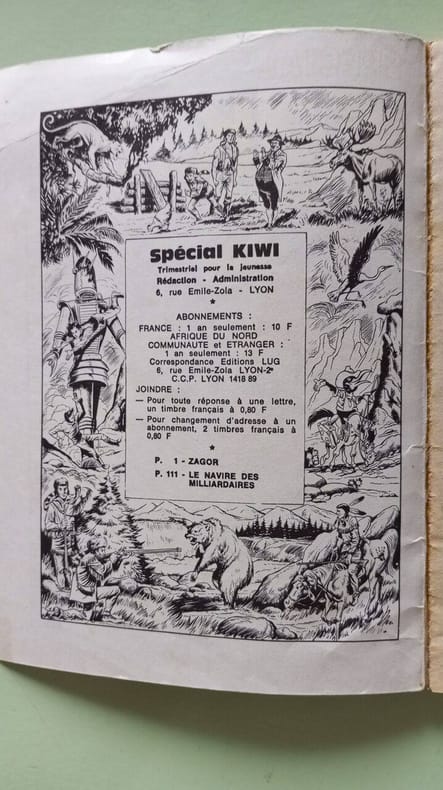 spécial KIWI
Trimestriel pour la jeunesse
Rédaction - Administration
6, rue Emile-Zola - LYON
*
ABONNEMENTS :
FRANCE : 1 an seulement : 10 F
AFRIQUE DU NORD
COMMUNAUTE et ETRANGER :
1 an seulement : 13 F
Correspondance Editions LUG
6, rue Emile-Zola LYON-2e
C.C.P. LYON 1418 89
JOINDRE :
— Pour toute réponse à une lettre,
un timbre français à 0,80 F
— Pour changement d'adresse à un
abonnement, 2 timbres français à
0,80 F
*
P. 1 - ZAGOR
P. 111 - LE NAVIRE DES
MILLIARDAIRES